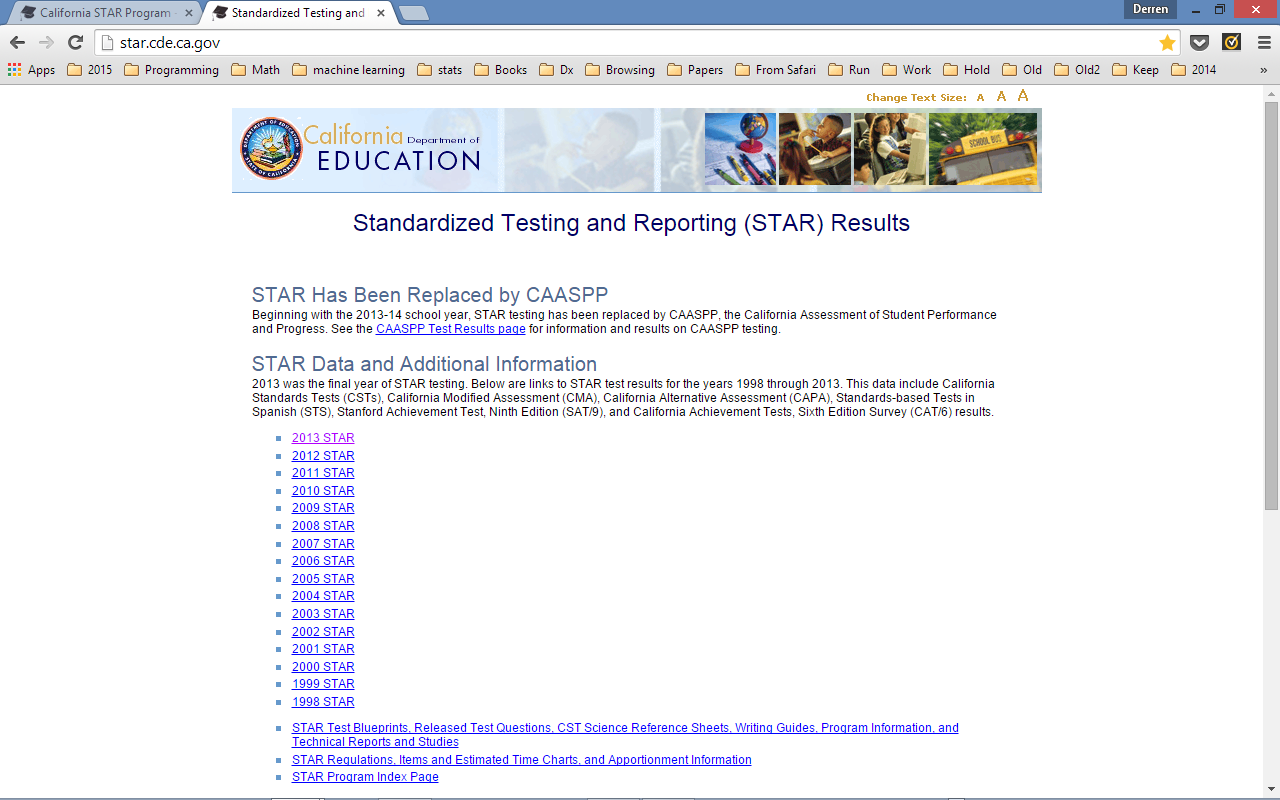 California STAR Program
Standardized Testing and
Derren
star.cde.ca.gov
Apps 2015 Programming Math machine learning stats Books Dx Browsing Papers From Safari Run Work Hold Old Old2 Keep 2014 »
Change Text Size: A A A
California Department of
EDUCATION
DEPARTMENT OF EDUCATION
STATE OF CALIFORNIA
SCHOOL BUS
Standardized Testing and Reporting (STAR) Results
STAR Has Been Replaced by CAASPP
Beginning with the 2013-14 school year, STAR testing has been replaced by CAASPP, the California Assessment of Student Performance
and Progress. See the CAASPP Test Results page for information and results on CAASPP testing.
STAR Data and Additional Information
2013 was the final year of STAR testing. Below are links to STAR test results for the years 1998 through 2013. This data include California
Standards Tests (CSTs), California Modified Assessment (CMA), California Alternative Assessment (CAPA), Standards-based Tests in
Spanish (STS), Stanford Achievement Test, Ninth Edition (SAT/9), and California Achievement Tests, Sixth Edition Survey (CAT/6) results.
2013 STAR
2012 STAR
2011 STAR
2010 STAR
2009 STAR
2008 STAR
2007 STAR
2006 STAR
2005 STAR
2004 STAR
2003 STAR
2002 STAR
2001 STAR
2000 STAR
1999 STAR
1998 STAR
STAR Test Blueprints, Released Test Questions, CST Science Reference Sheets, Writing Guides, Program Information, and
Technical Reports and Studies
STAR Regulations, Items and Estimated Time Charts, and Apportionment Information
STAR Program Index Page